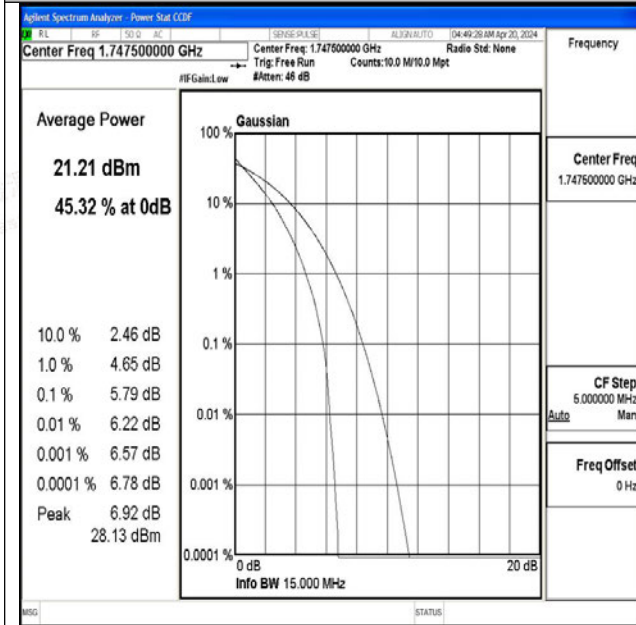 Agilent Spectrum Analyzer - Power Stat CCDF
RL RF 50 Ω AC SENSE:PULSE ALIGN AUTO 04:49:28 AM Apr 20, 2024
Center Freq 1.747500000 GHz
Center Freq: 1.747500000 GHz Radio Std: None
Trig: Free Run Counts:10.0 M/10.0 Mpt
#IFGain:Low #Atten: 46 dB
Frequency
Average Power
21.21 dBm
45.32 % at 0dB
10.0 % 2.46 dB
1.0 % 4.65 dB
0.1 % 5.79 dB
0.01 % 6.22 dB
0.001 % 6.57 dB
0.0001 % 6.78 dB
Peak 6.92 dB
28.13 dBm
Gaussian
100 %
10 %
1 %
0.1 %
0.01 %
0.001 %
0.0001 %
0 dB 20 dB
Info BW 15.000 MHz
Center Freq
1.747500000 GHz
CF Step
5.000000 MHz
Auto Man
Freq Offset
0 Hz
MSG STATUS